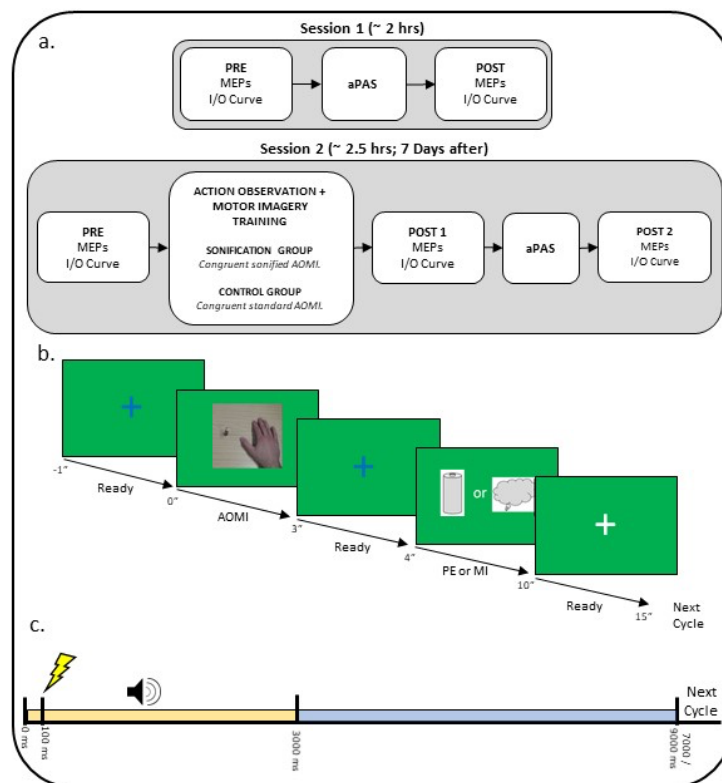 a.
Session 1 (~ 2 hrs)
PRE
MEPs
I/O Curve
aPAS
POST
MEPs
I/O Curve
Session 2 (~ 2.5 hrs; 7 Days after)
PRE
MEPs
I/O Curve
ACTION OBSERVATION +
MOTOR IMAGERY
TRAINING
SONIFICATION GROUP
Congruent sonified AOMI.
CONTROL GROUP
Congruent standard AOMI.
POST 1
MEPs
I/O Curve
aPAS
POST 2
MEPs
I/O Curve
b.
-1”
Ready
0”
AOMI
3”
Ready
4”
or
PE or MI
10”
Ready
15”
Next
Cycle
c.
0 ms
100 ms
3000 ms
7000 /
9000 ms
Next
Cycle